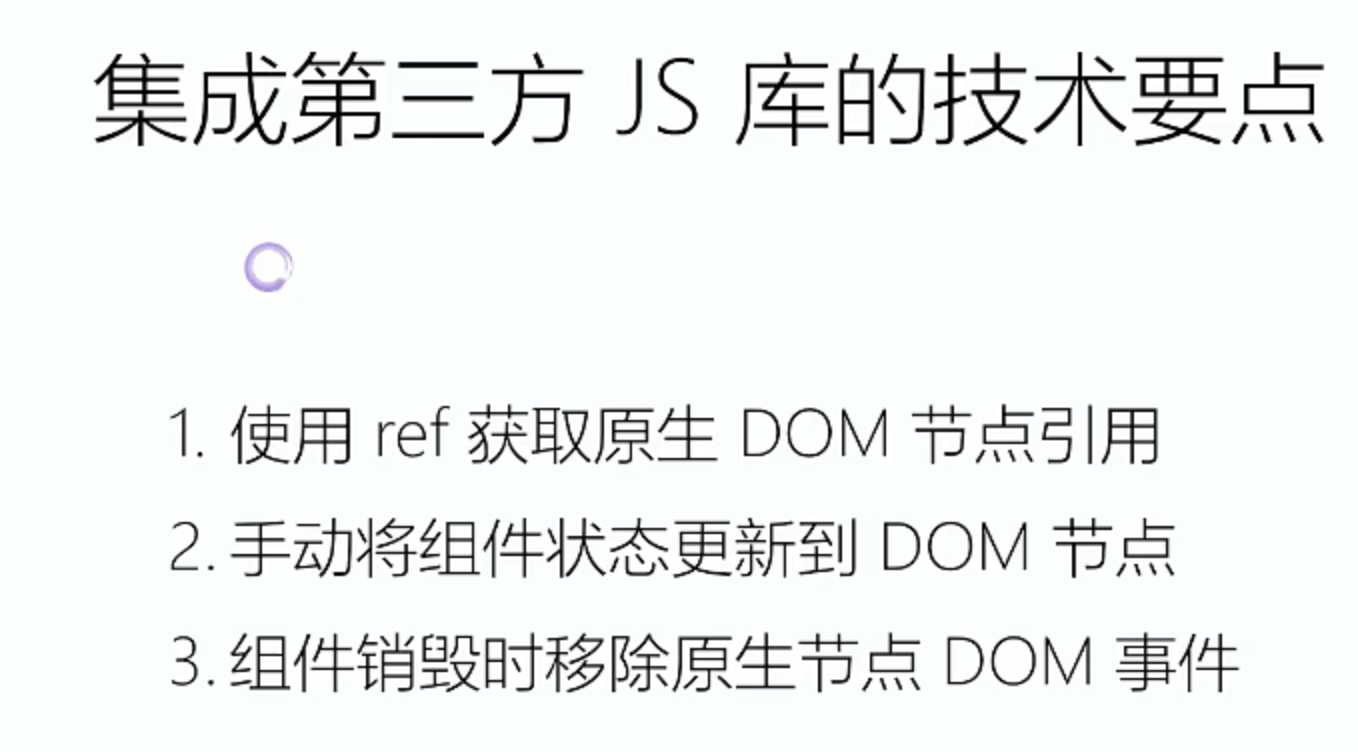 集成第三方 JS 库的技术要点
1. 使用 ref 获取原生 DOM 节点引用
2. 手动将组件状态更新到 DOM 节点
3. 组件销毁时移除原生节点 DOM 事件